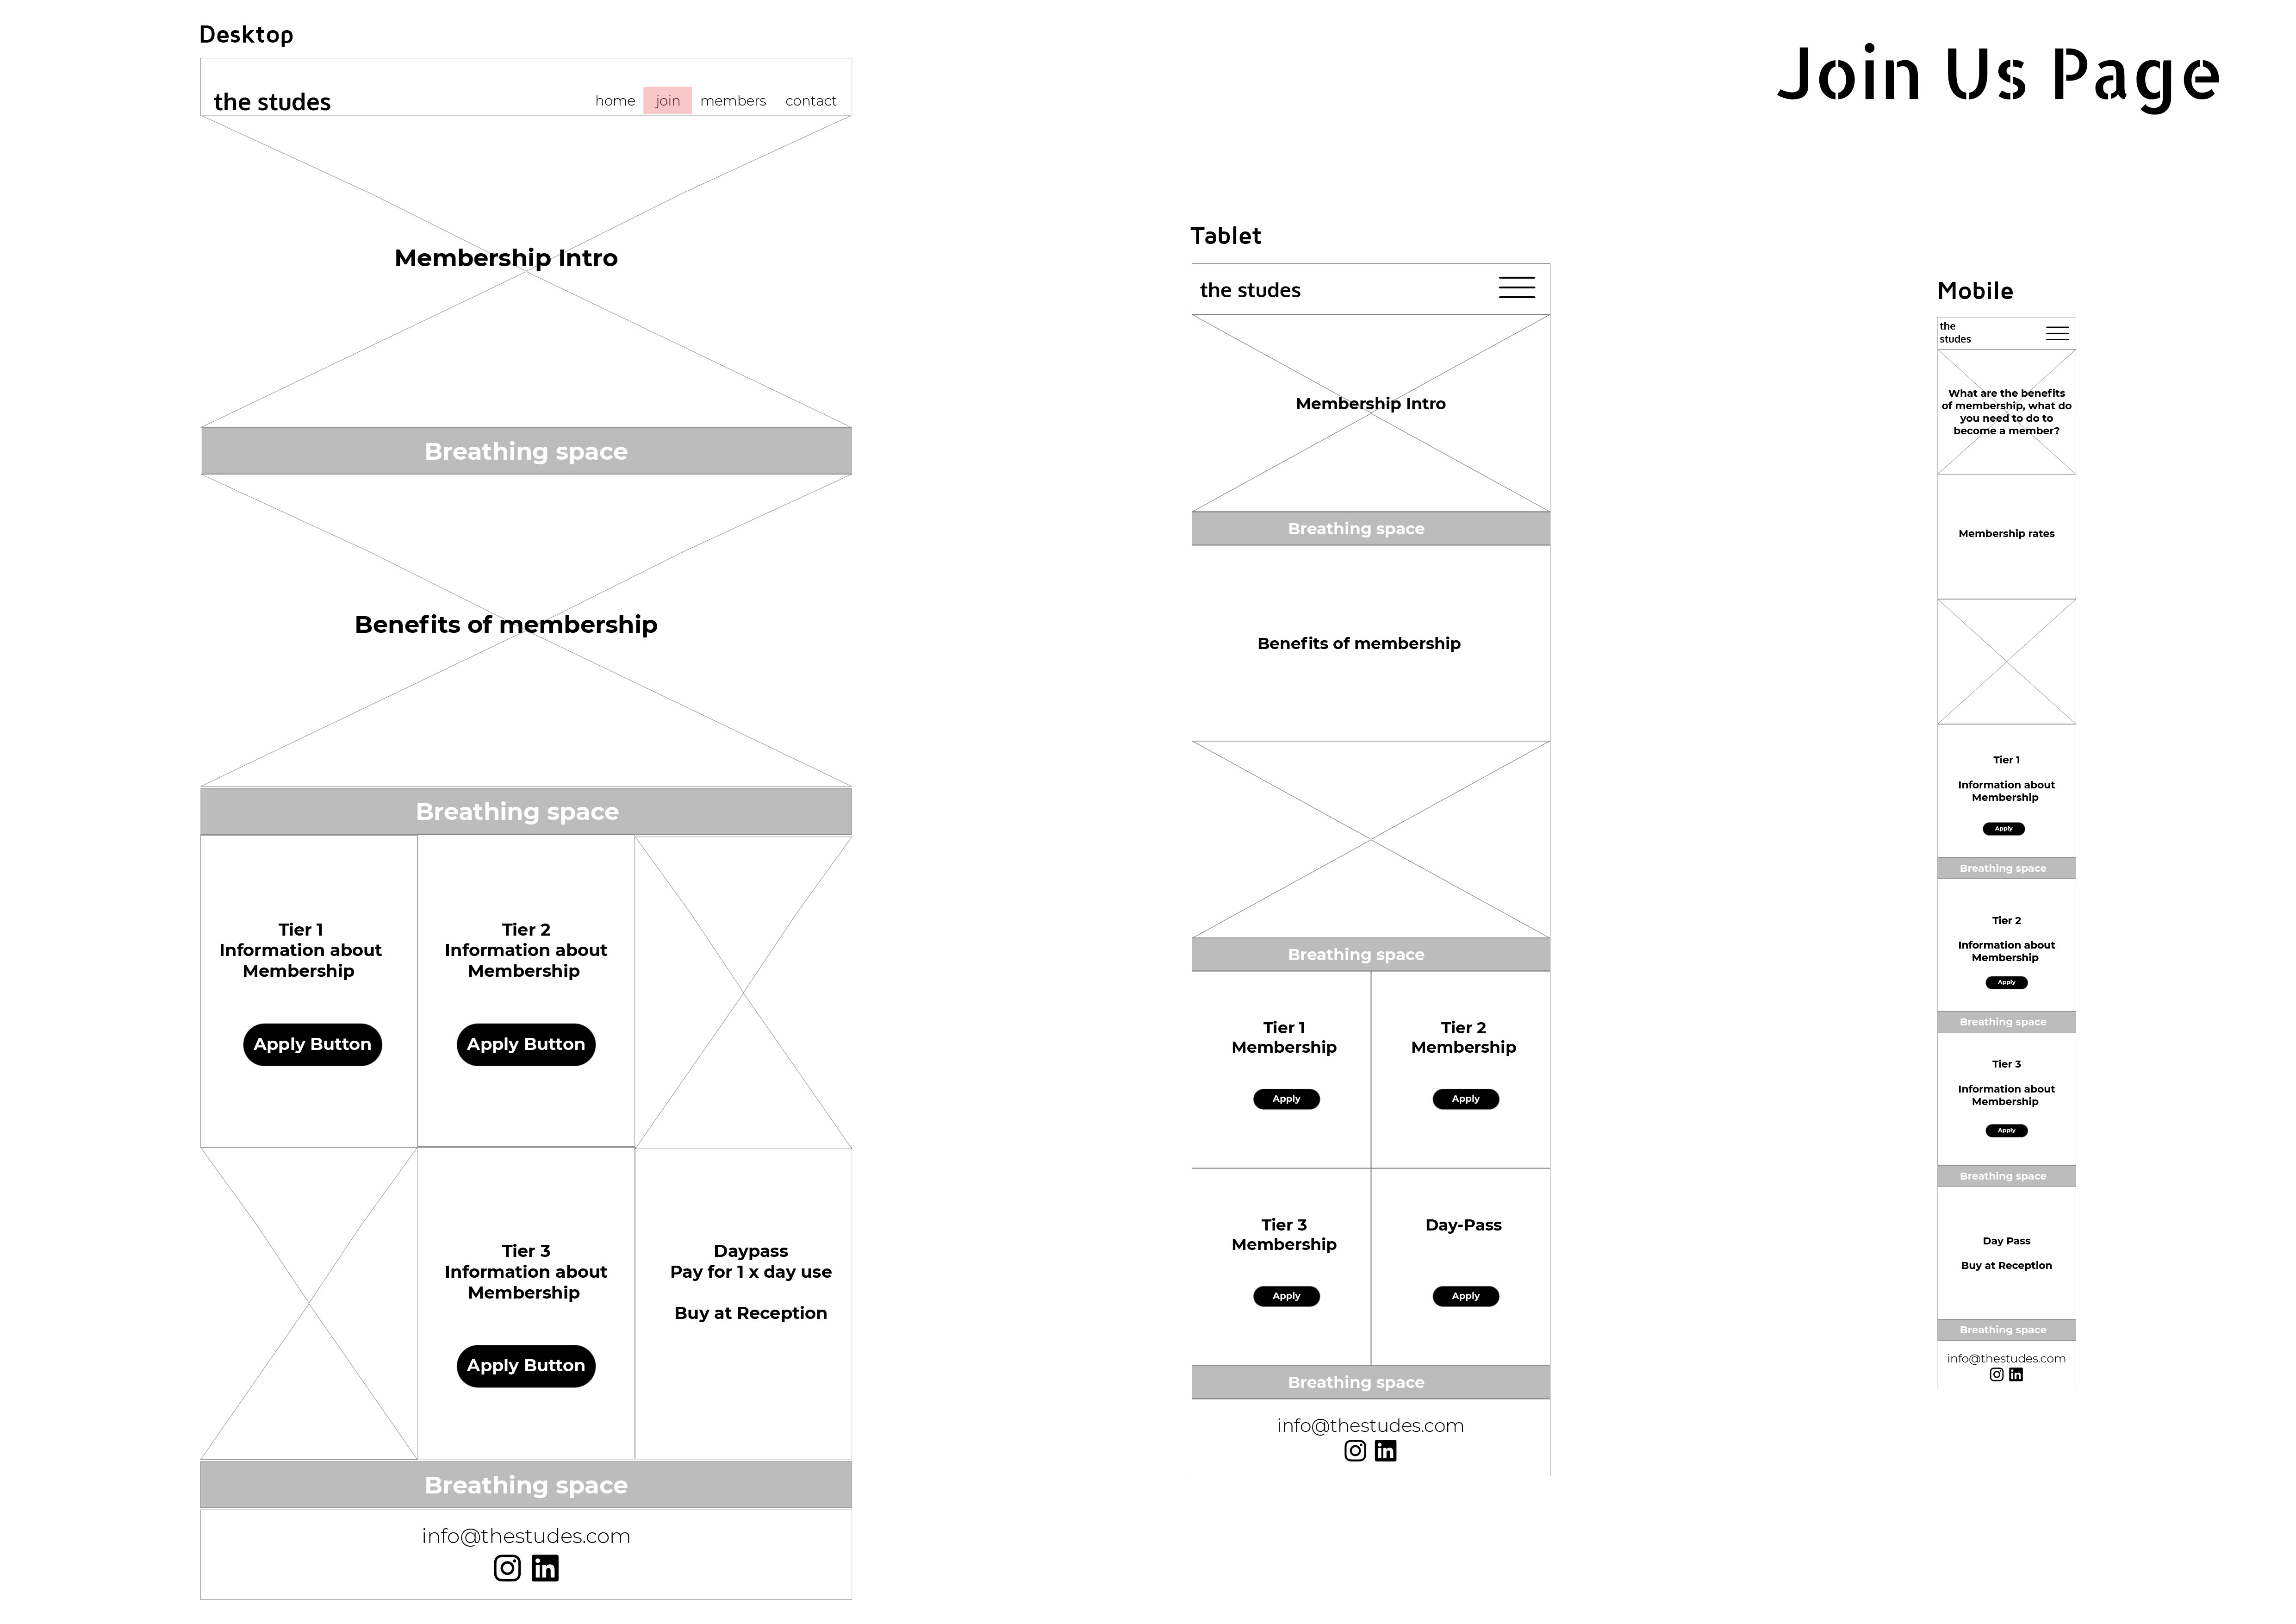 Join Us Page
Desktop
the studes
home join members contact
Membership Intro
Breathing space
Benefits of membership
Breathing space
Tier 1
Information about
Membership
Apply Button
Tier 2
Information about
Membership
Apply Button
Tier 3
Information about
Membership
Apply Button
Daypass
Pay for 1 x day use
Buy at Reception
Breathing space
info@thestudes.com
in
Tablet
the studes
Membership Intro
Breathing space
Benefits of membership
Breathing space
Tier 1
Membership
Apply
Tier 2
Membership
Apply
Tier 3
Membership
Apply
Day-Pass
Apply
Breathing space
info@thestudes.com
in
Mobile
the
studes
What are the benefits
of membership, what do
you need to do to
become a member?
Membership rates
Tier 1
Information about
Membership
Apply
Breathing space
Tier 2
Information about
Membership
Apply
Breathing space
Tier 3
Information about
Membership
Apply
Breathing space
Day Pass
Buy at Reception
Breathing space
info@thestudes.com
in